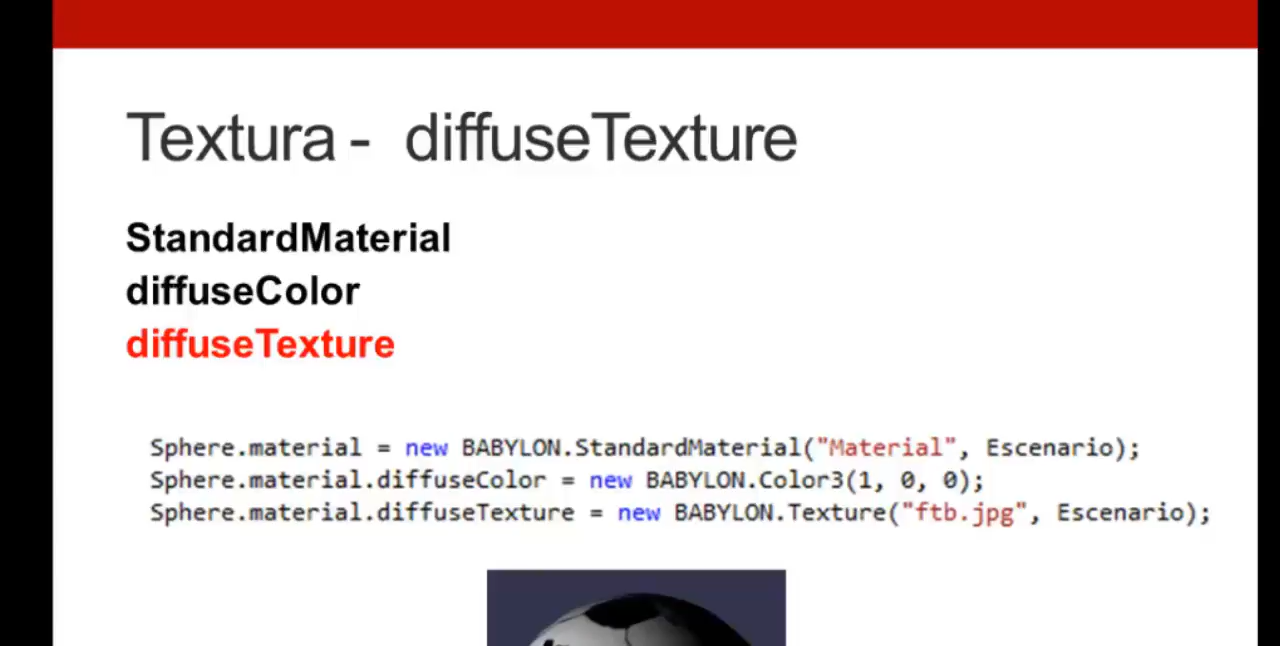 Textura - diffuseTexture
StandardMaterial
diffuseColor
diffuseTexture
Sphere.material = new BABYLON.StandardMaterial("Material", Escenario);
Sphere.material.diffuseColor = new BABYLON.Color3(1, 0, 0);
Sphere.material.diffuseTexture = new BABYLON.Texture("ftb.jpg", Escenario);